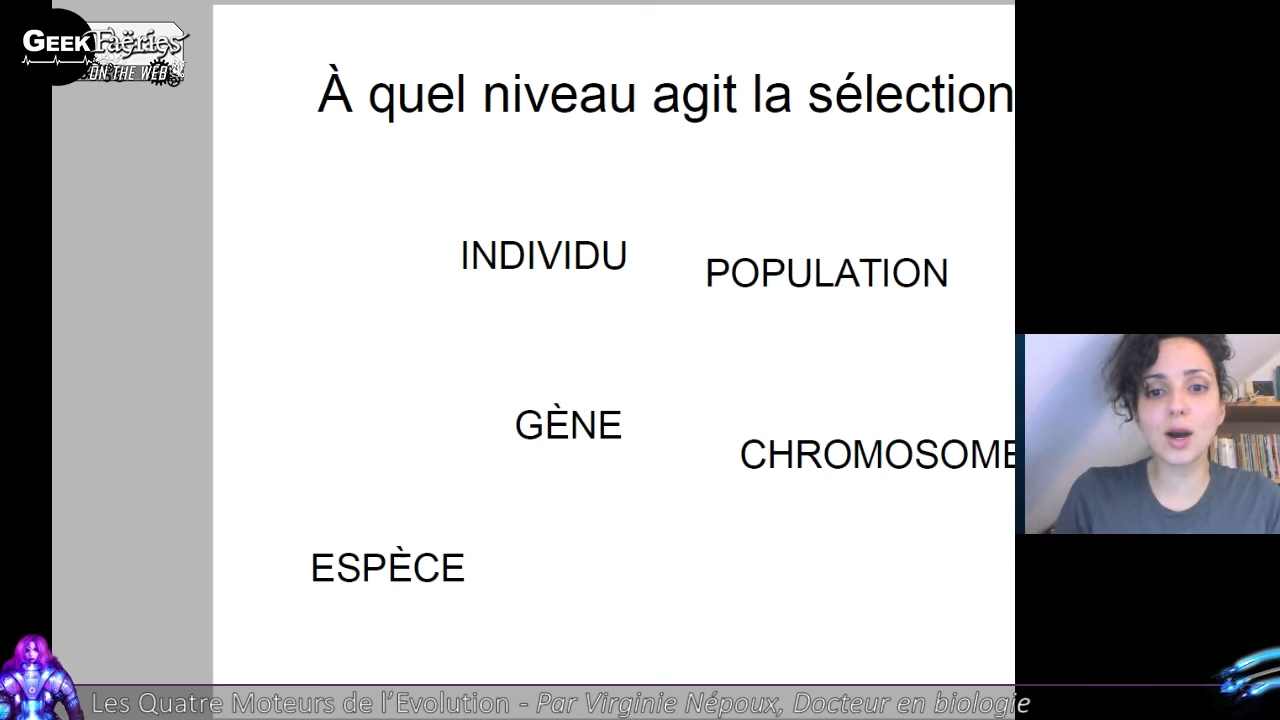 GEEK Faëries
ON THE WEB
À quel niveau agit la sélection
INDIVIDU
POPULATION
GÈNE
CHROMOSOME
ESPÈCE
Les Quatre Moteurs de l'Evolution - Par Virginie Népoux, Docteur en biologie